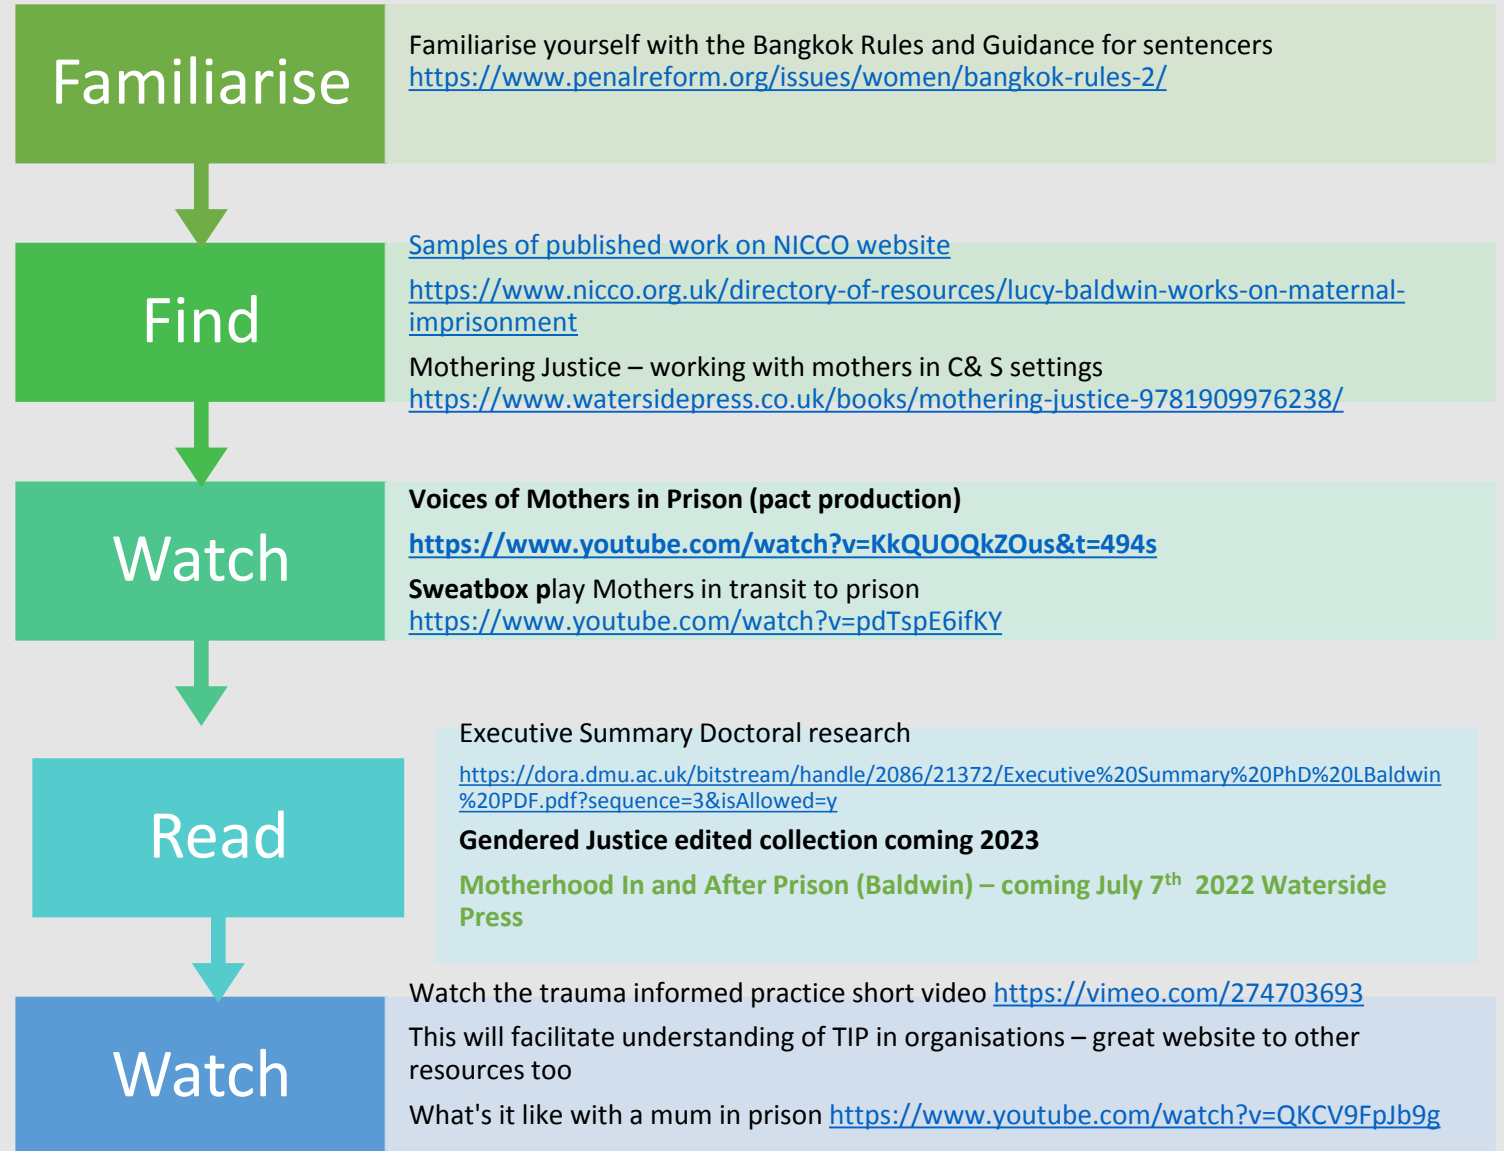 Familiarise
Familiarise yourself with the Bangkok Rules and Guidance for sentencers
https://www.penalreform.org/issues/women/bangkok-rules-2/
Find
Samples of published work on NICCO website
https://www.nicco.org.uk/directory-of-resources/lucy-baldwin-works-on-maternal-
imprisonment
Mothering Justice – working with mothers in C& S settings
https://www.watersidepress.co.uk/books/mothering-justice-9781909976238/
Watch
Voices of Mothers in Prison (pact production)
https://www.youtube.com/watch?v=KkQUOQkZOus&t=494s
Sweatbox play Mothers in transit to prison
https://www.youtube.com/watch?v=pdTspE6ifKY
Read
Executive Summary Doctoral research
https://dora.dmu.ac.uk/bitstream/handle/2086/21372/Executive%20Summary%20PhD%20LBaldwin
%20PDF.pdf?sequence=3&isAllowed=y
Gendered Justice edited collection coming 2023
Motherhood In and After Prison (Baldwin) – coming July 7th 2022 Waterside
Press
Watch
Watch the trauma informed practice short video https://vimeo.com/274703693
This will facilitate understanding of TIP in organisations – great website to other
resources too
What's it like with a mum in prison https://www.youtube.com/watch?v=QKCV9FpJb9g